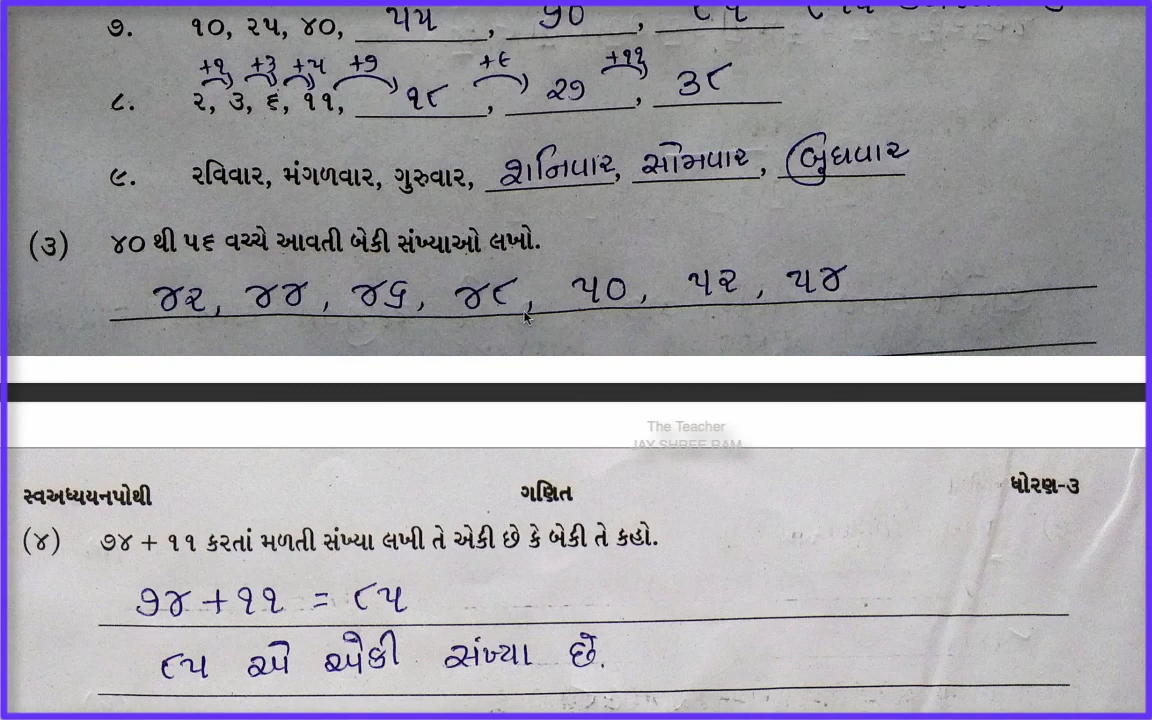 ૭. ૧૦, ૨૫, ૪૦, ૫૫, ૭૦, ૮૫
+૧ +૩ +૫ +૭ +૯ +૧૧
૮. ૨, ૩, ૬, ૧૧, ૧૮, ૨૭, ૩૮
૯. રવિવાર, મંગળવાર, ગુરુવાર, શનિવાર, સોમવાર, બુધવાર
(૩) ૪૦ થી ૫૬ વચ્ચે આવતી બેકી સંખ્યાઓ લખો.
૪૨, ૪૪, ૪૬, ૪૮, ૫૦, ૫૨, ૫૪
The Teacher
JAY SHREE RAM
સ્વઅધ્યયનપોથી ગણિત ધોરણ-૩
(૪) ૭૪ + ૧૧ કરતાં મળતી સંખ્યા લખી તે એકી છે કે બેકી તે કહો.
૭૪ + ૧૧ = ૮૫
૮૫ એ એકી સંખ્યા છે.